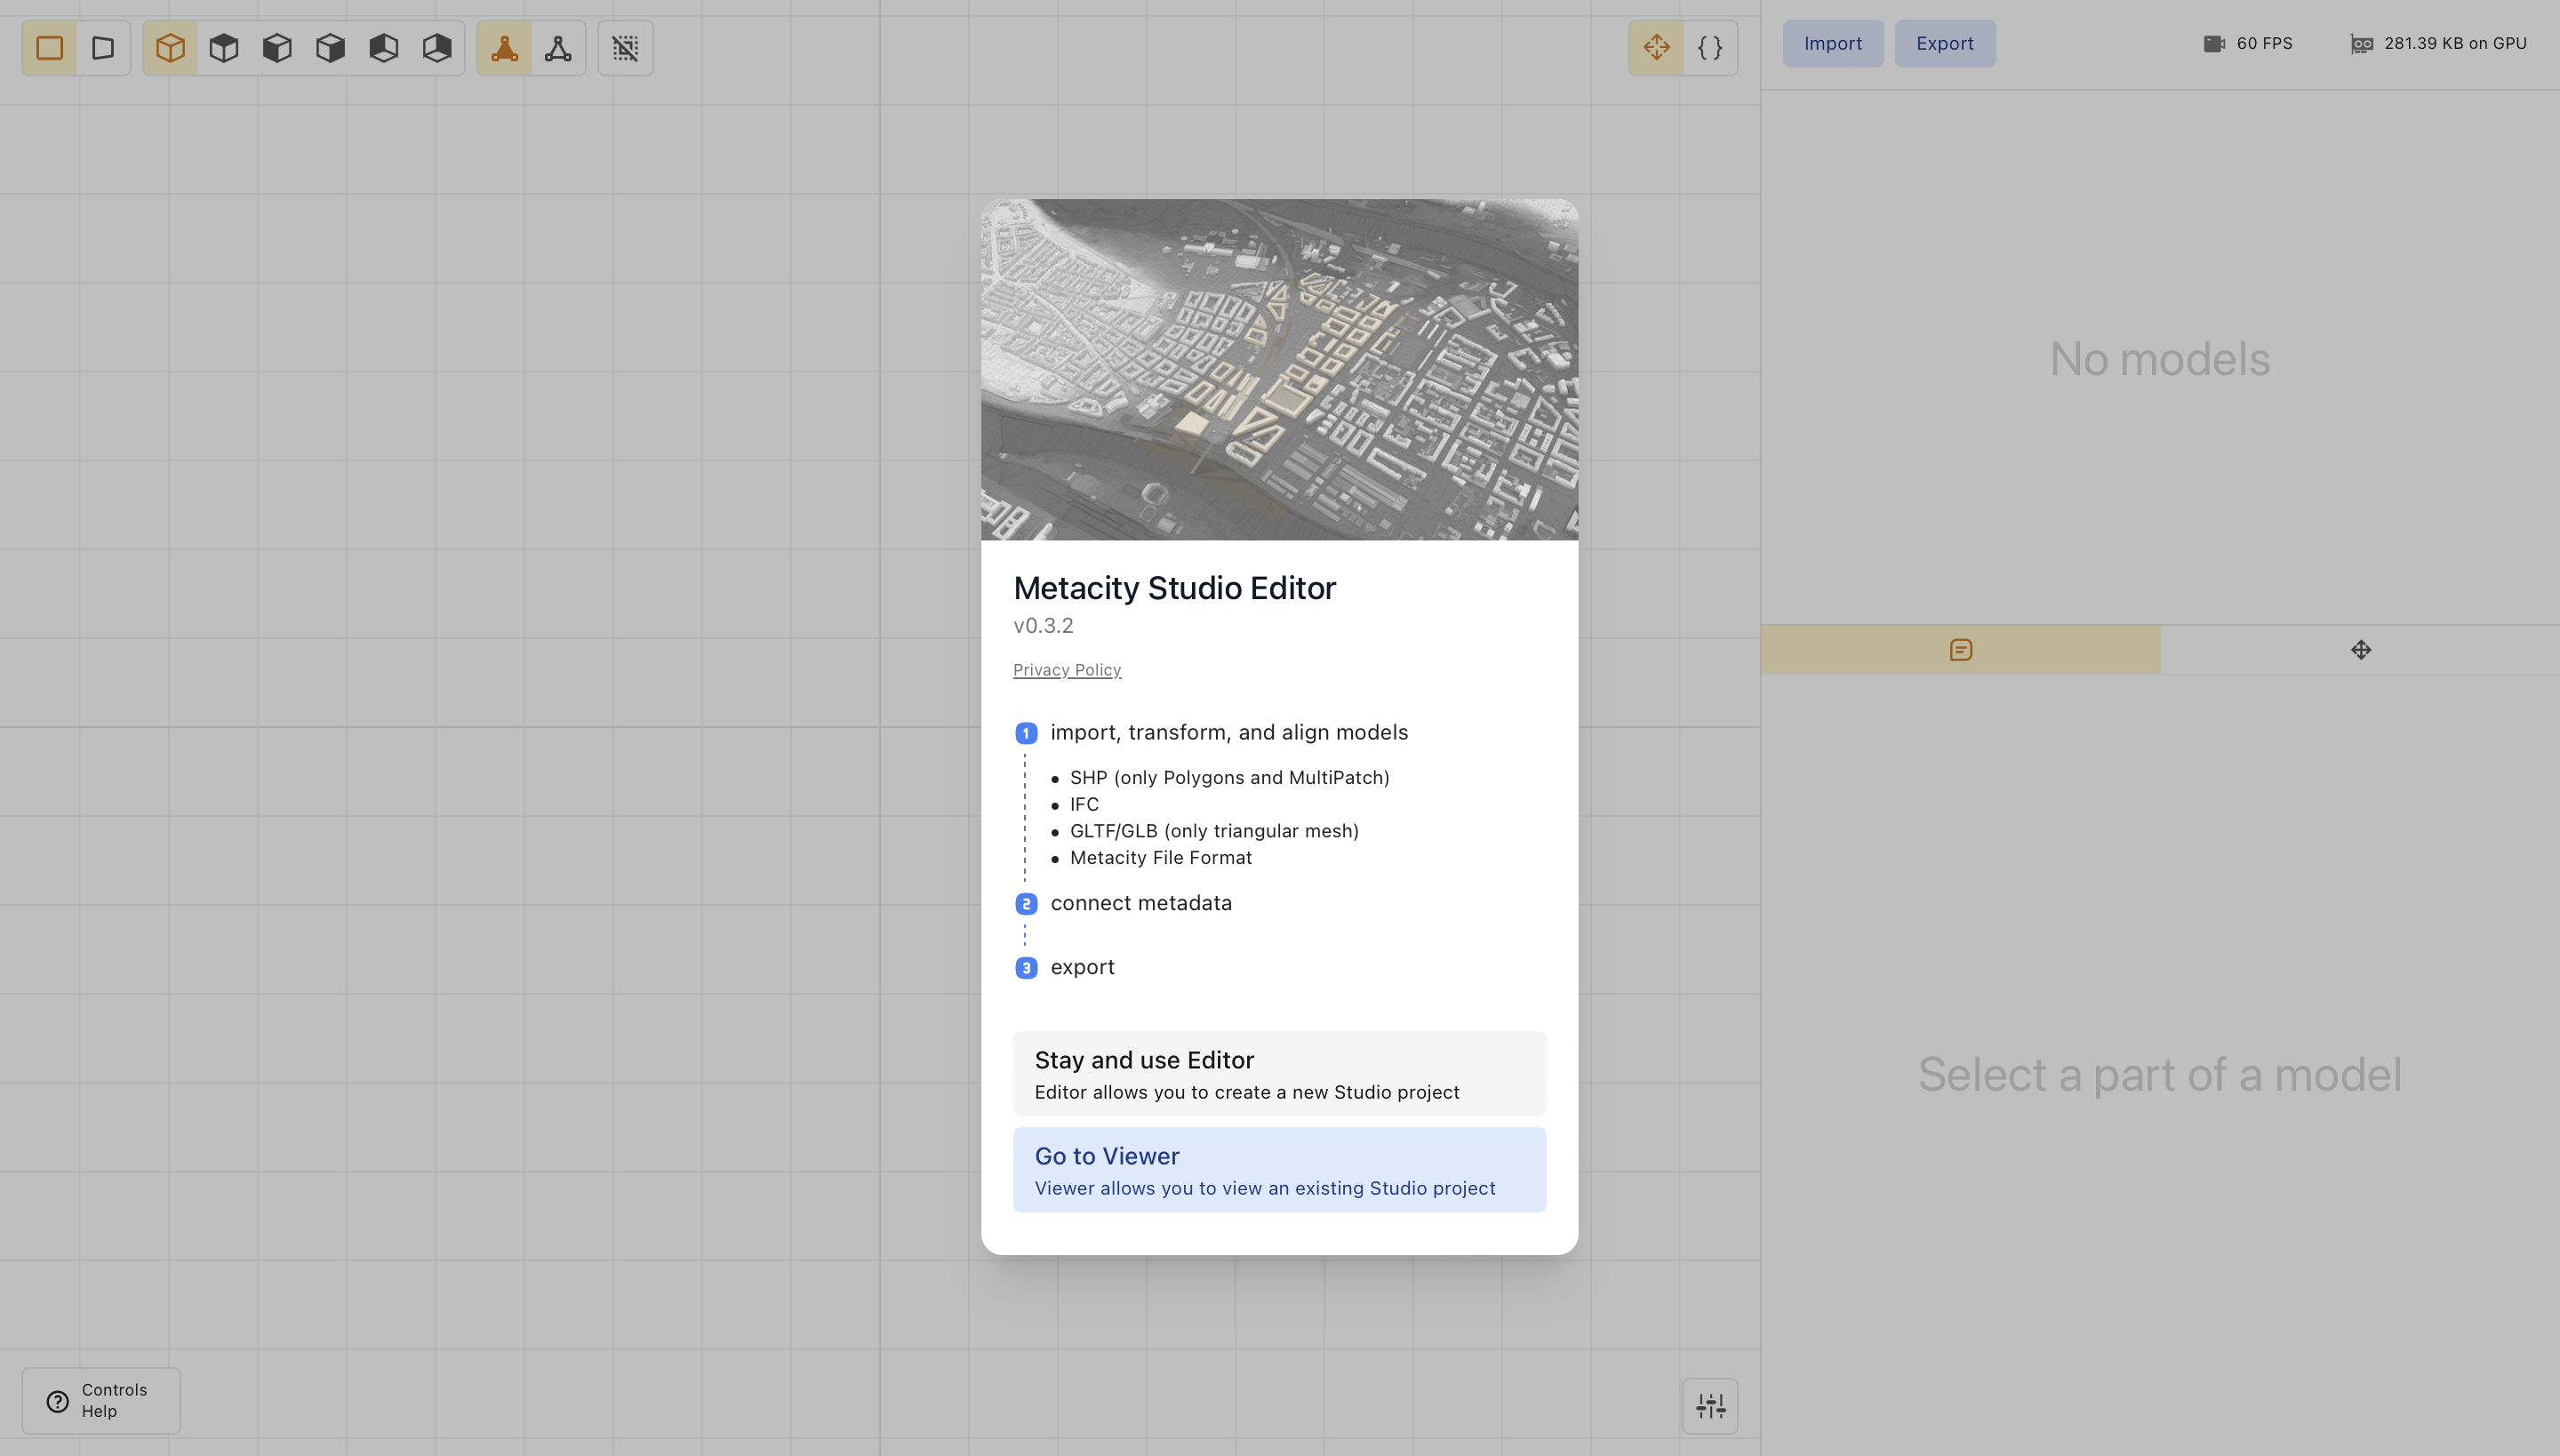 Import
Export
60 FPS
281.39 KB on GPU
No models
Metacity Studio Editor
v0.3.2
Privacy Policy
1 import, transform, and align models
• SHP (only Polygons and MultiPatch)
• IFC
• GLTF/GLB (only triangular mesh)
• Metacity File Format
2 connect metadata
3 export
Stay and use Editor
Editor allows you to create a new Studio project
Go to Viewer
Viewer allows you to view an existing Studio project
Select a part of a model
Controls
Help